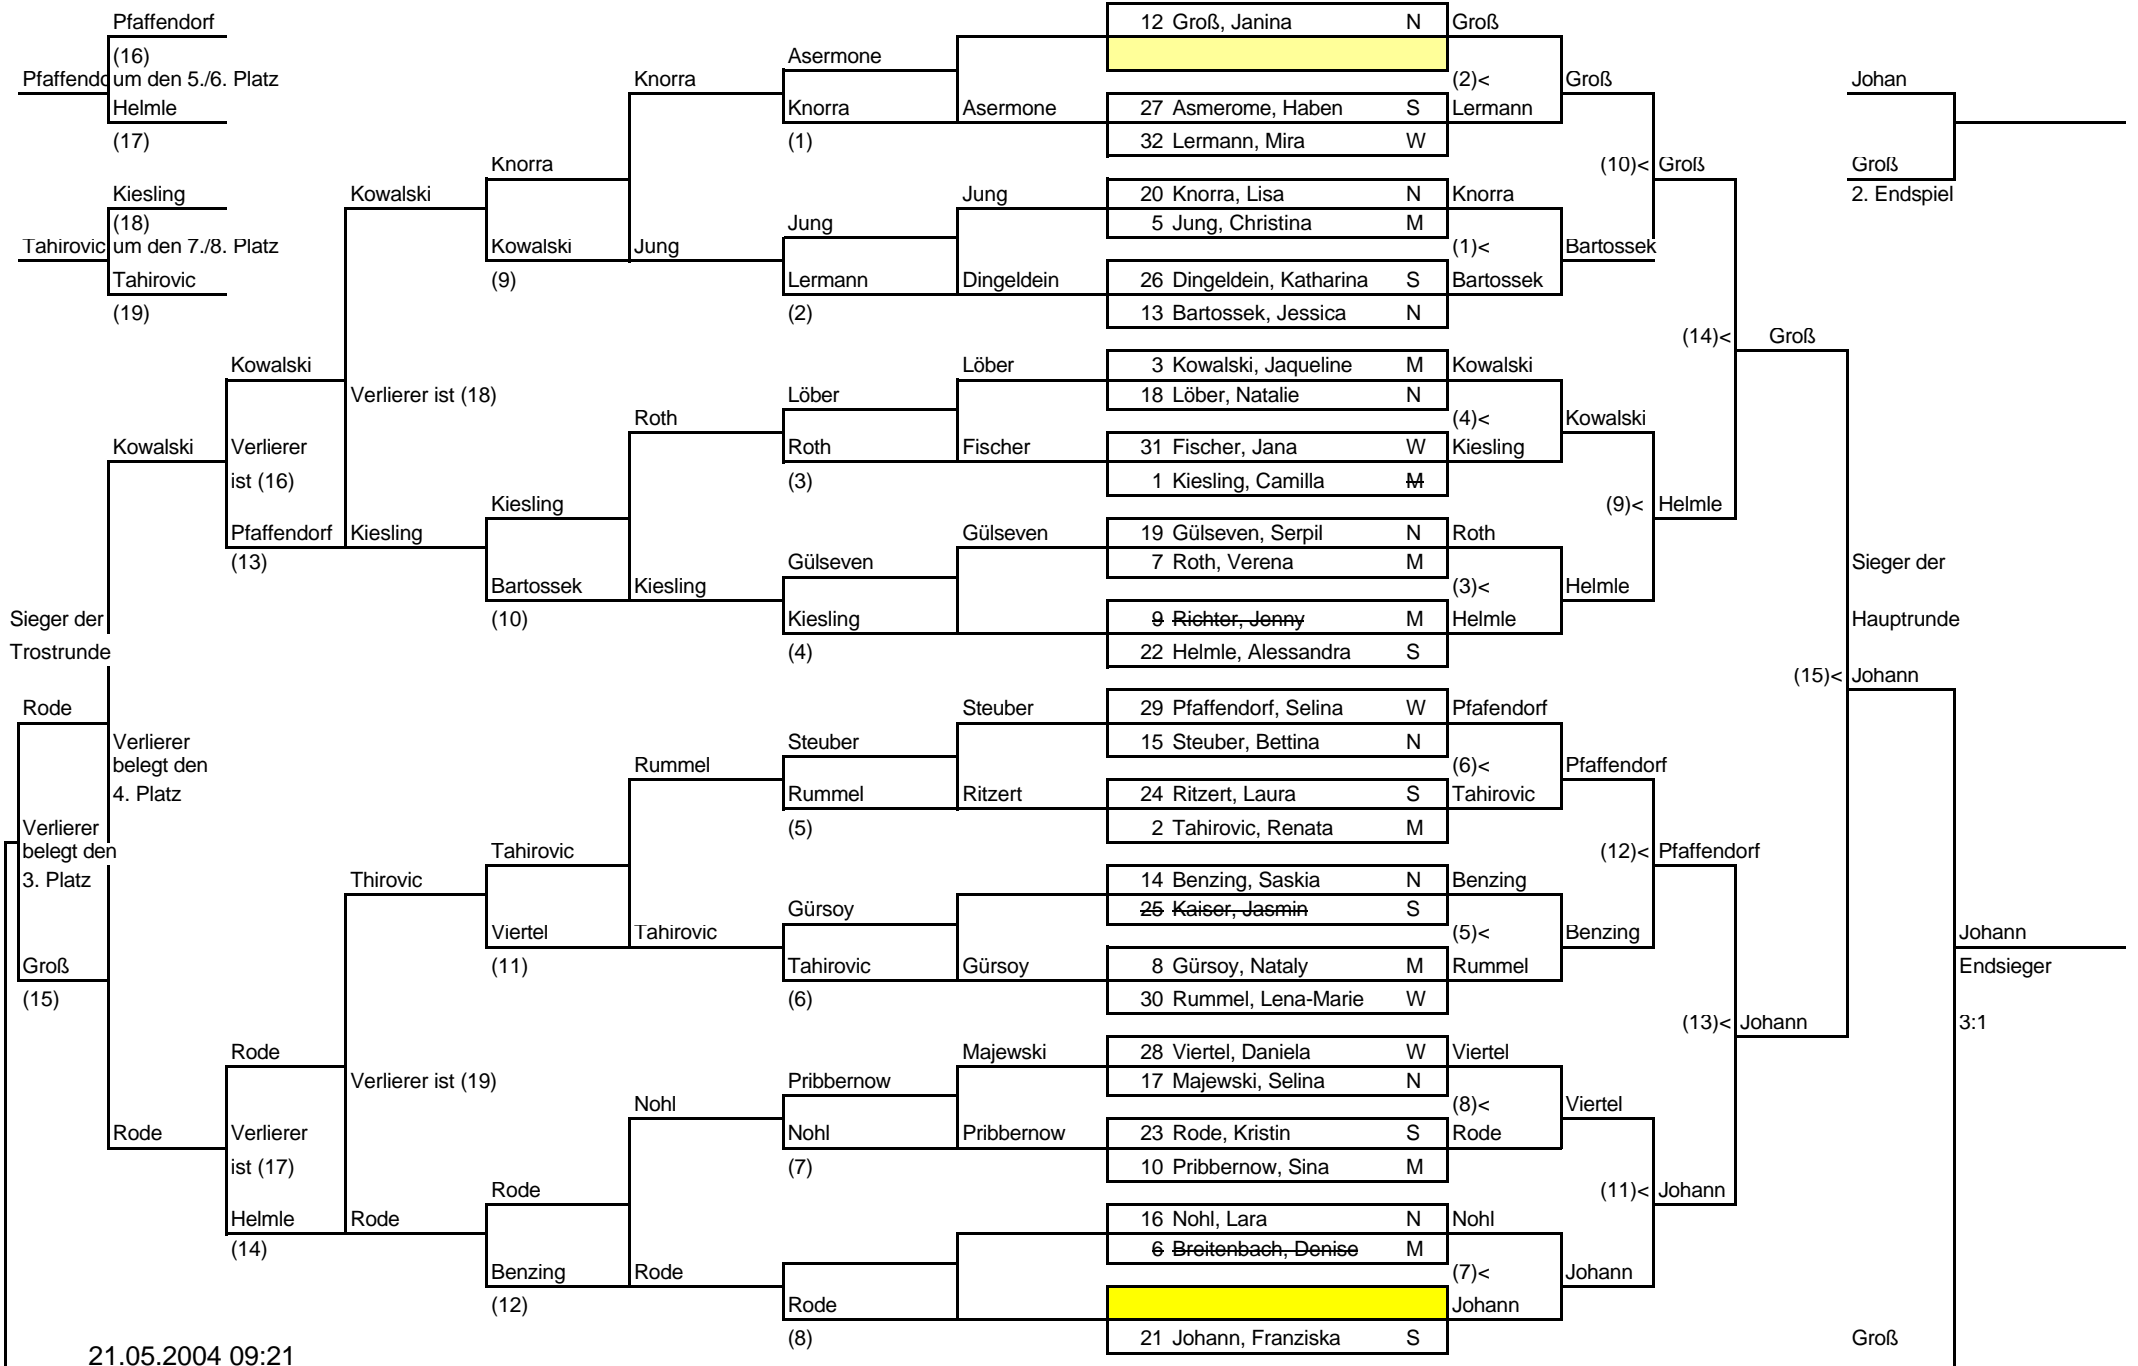 Pfaffendorf
12 Groß, Janina N Groß
(16)
Asermone
Pfaffendo um den 5./6. Platz
Knorra
(2)<
Groß
Johan
Helmle
Knorra
Asermone
27 Asmerome, Haben S Lermann
(17)
(1)
32 Lermann, Mira W
Knorra
(10)< Groß
Groß
Kiesling
Kowalski
Jung
20 Knorra, Lisa N Knorra
2. Endspiel
(18)
Jung
5 Jung, Christina M
Tahirovic um den 7./8. Platz
Kowalski
Jung
(1)<
Bartossek
Tahirovic
(9)
Lermann
Dingeldein
26 Dingeldein, Katharina S Bartossek
(19)
(2)
13 Bartossek, Jessica N
(14)< Groß
Kowalski
Löber
3 Kowalski, Jaqueline M Kowalski
Verlierer ist (18)
Löber
18 Löber, Natalie N
Roth
(4)<
Kowalski
Kowalski
Verlierer
Roth
Fischer
31 Fischer, Jana W Kiesling
ist (16)
(3)
1 Kiesling, Camilla M
Kiesling
(9)< Helmle
Pfaffendorf
Kiesling
Gülseven
19 Gülseven, Serpil N Roth
(13)
Gülseven
7 Roth, Verena M
Sieger der
Bartossek
Kiesling
(3)<
Helmle
Sieger der
(10)
Kiesling
9 Richter, Jenny M Helmle
Hauptrunde
Trostrunde
(4)
22 Helmle, Alessandra S
(15)< Johann
Rode
Steuber
29 Pfaffendorf, Selina W Pfafendorf
Verlierer
Steuber
15 Steuber, Bettina N
belegt den
Rummel
(6)<
Pfaffendorf
4. Platz
Rummel
Ritzert
24 Ritzert, Laura S Tahirovic
Verlierer
(5)
2 Tahirovic, Renata M
belegt den
Tahirovic
(12)< Pfaffendorf
3. Platz
Thirovic
14 Benzing, Saskia N Benzing
Gürsoy
25 Kaiser, Jasmin S
Viertel
Tahirovic
(5)<
Benzing
Johann
Groß
(11)
Tahirovic
Gürsoy
8 Gürsoy, Nataly M Rummel
Endsieger
(15)
(6)
30 Rummel, Lena-Marie W
(13)< Johann
3:1
Rode
Majewski
28 Viertel, Daniela W Viertel
Verlierer ist (19)
Pribbernow
17 Majewski, Selina N
Nohl
(8)<
Viertel
Rode
Verlierer
Nohl
Pribbernow
23 Rode, Kristin S Rode
ist (17)
(7)
10 Pribbernow, Sina M
Rode
(11)< Johann
Helmle
Rode
16 Nohl, Lara N Nohl
(14)
6 Breitenbach, Denise M
Benzing
Rode
(7)<
Johann
(12)
Rode
Johann
(8)
21 Johann, Franziska S
Groß
21.05.2004 09:21